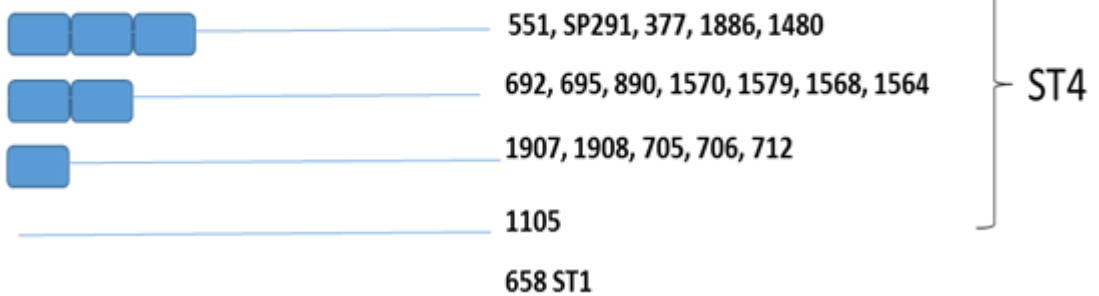 551, SP291, 377, 1886, 1480
692, 695, 890, 1570, 1579, 1568, 1564
ST4
1907, 1908, 705, 706, 712
1105
658 ST1